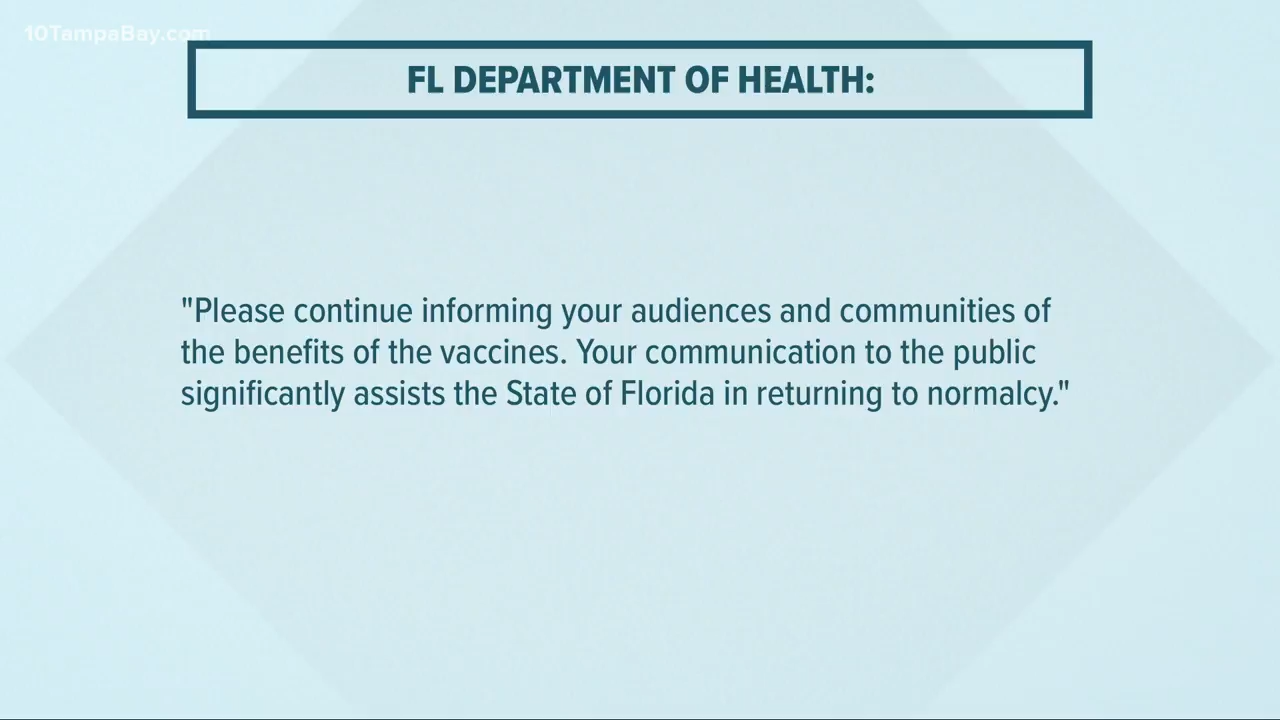 10TampaBay.com
FL DEPARTMENT OF HEALTH:
"Please continue informing your audiences and communities of
the benefits of the vaccines. Your communication to the public
significantly assists the State of Florida in returning to normalcy."